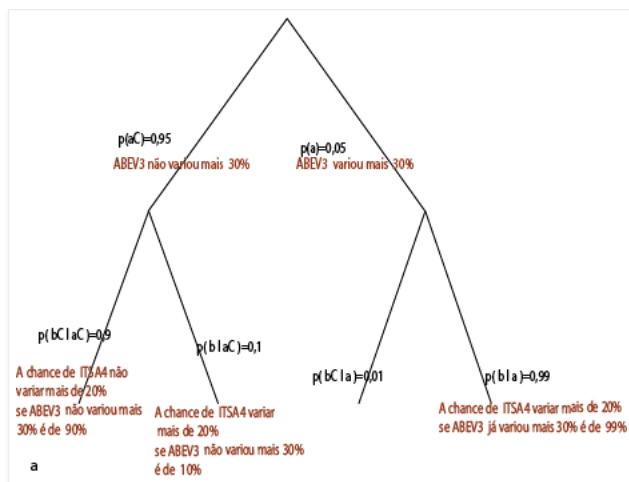 p(aC)=0,95
ABEV3 não variou mais 30%
p(a)=0,05
ABEV3 variou mais 30%
p( bC l aC)=0,9
A chance de ITSA4 não
variar mais de 20%
se ABEV3 não variou mais
30% é de 90%
p( b l aC)=0,1
A chance de ITSA4 variar
mais de 20%
se ABEV3 não variou mais 30%
é de 10%
p( bC l a)=0,01
p( b l a)=0,99
A chance de ITSA4 variar mais de 20%
se ABEV3 já variou mais 30% é de 99%
a